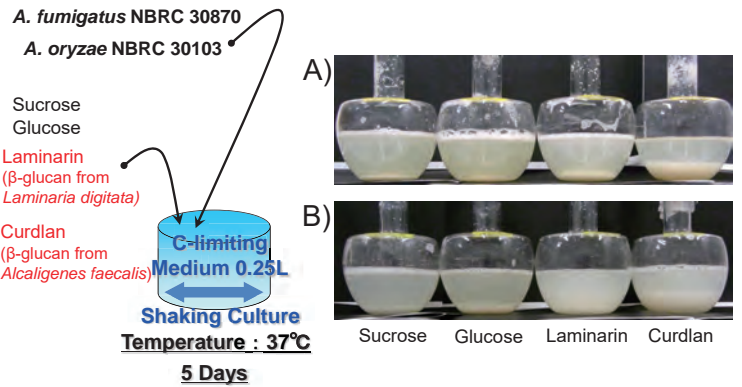 A. fumigatus NBRC 30870
A. oryzae NBRC 30103
Sucrose
Glucose
Laminarin
(β-glucan from
Laminaria digitata)
Curdlan
(β-glucan from
Alcaligenes faecalis)
C-limiting
Medium 0.25L
Shaking Culture
Temperature : 37℃
5 Days
A)
B)
Sucrose Glucose Laminarin Curdlan